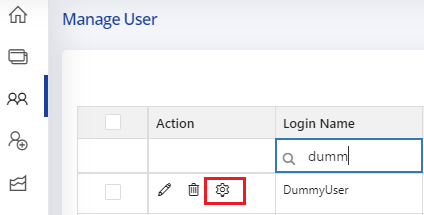 Manage User
Action Login Name
dumm
DummyUser